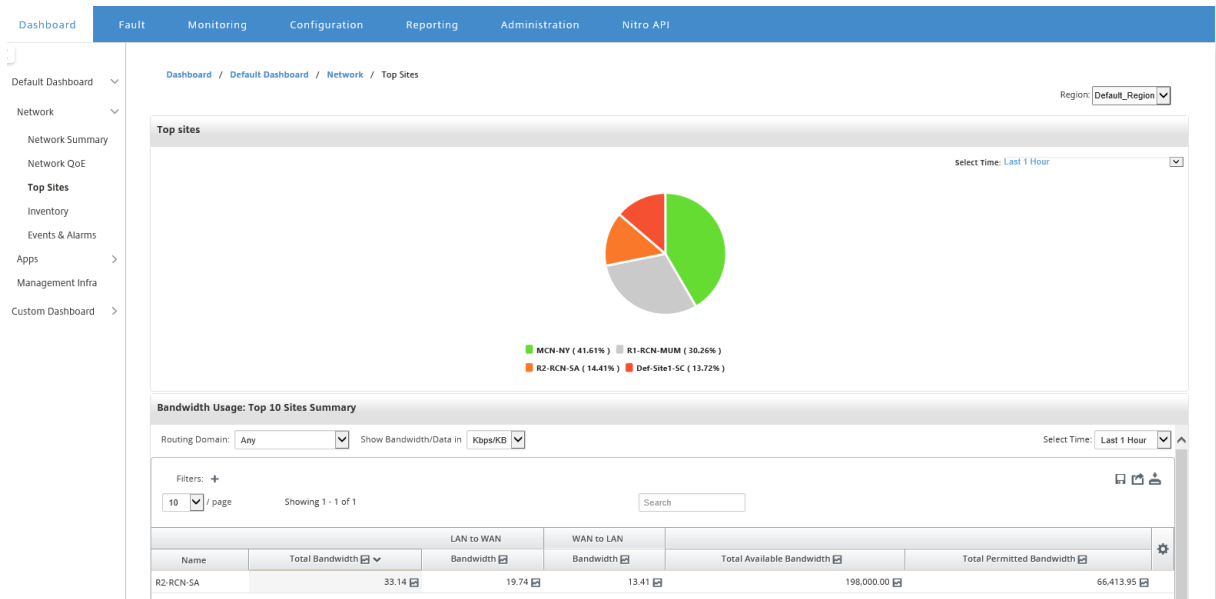 Dashboard Fault Monitoring Configuration Reporting Administration Nitro API
Default Dashboard
Network
Network Summary
Network QoE
Top Sites
Inventory
Events & Alarms
Apps
Management Infra
Custom Dashboard
Dashboard / Default Dashboard / Network / Top Sites
Region: Default_Region
Top sites
Select Time: Last 1 Hour
MCN-NY ( 41.61% ) R1-RCN-MUM ( 30.26% )
R2-RCN-SA ( 14.41% ) Def-Site1-SC ( 13.72% )
Bandwidth Usage: Top 10 Sites Summary
Routing Domain: Any Show Bandwidth/Data in Kbps/KB Select Time: Last 1 Hour
Filters: +
10 / page Showing 1 - 1 of 1 Search
LAN to WAN WAN to LAN
Name Total Bandwidth Bandwidth Bandwidth Total Available Bandwidth Total Permitted Bandwidth
R2-RCN-SA 33.14 19.74 13.41 198,000.00 66,413.95